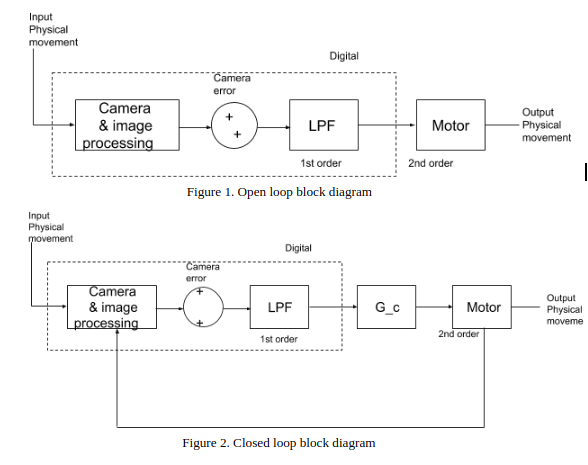 Input
Physical
movement
Digital
Camera
error
Camera
& image
processing
+
+
LPF
Motor
Output
Physical
movement
1st order
2nd order
Figure 1. Open loop block diagram
Input
Physical
movement
Digital
Camera
error
Camera
& image
processing
+
+
LPF
G_c
Motor
Output
Physical
moveme
1st order
2nd order
Figure 2. Closed loop block diagram